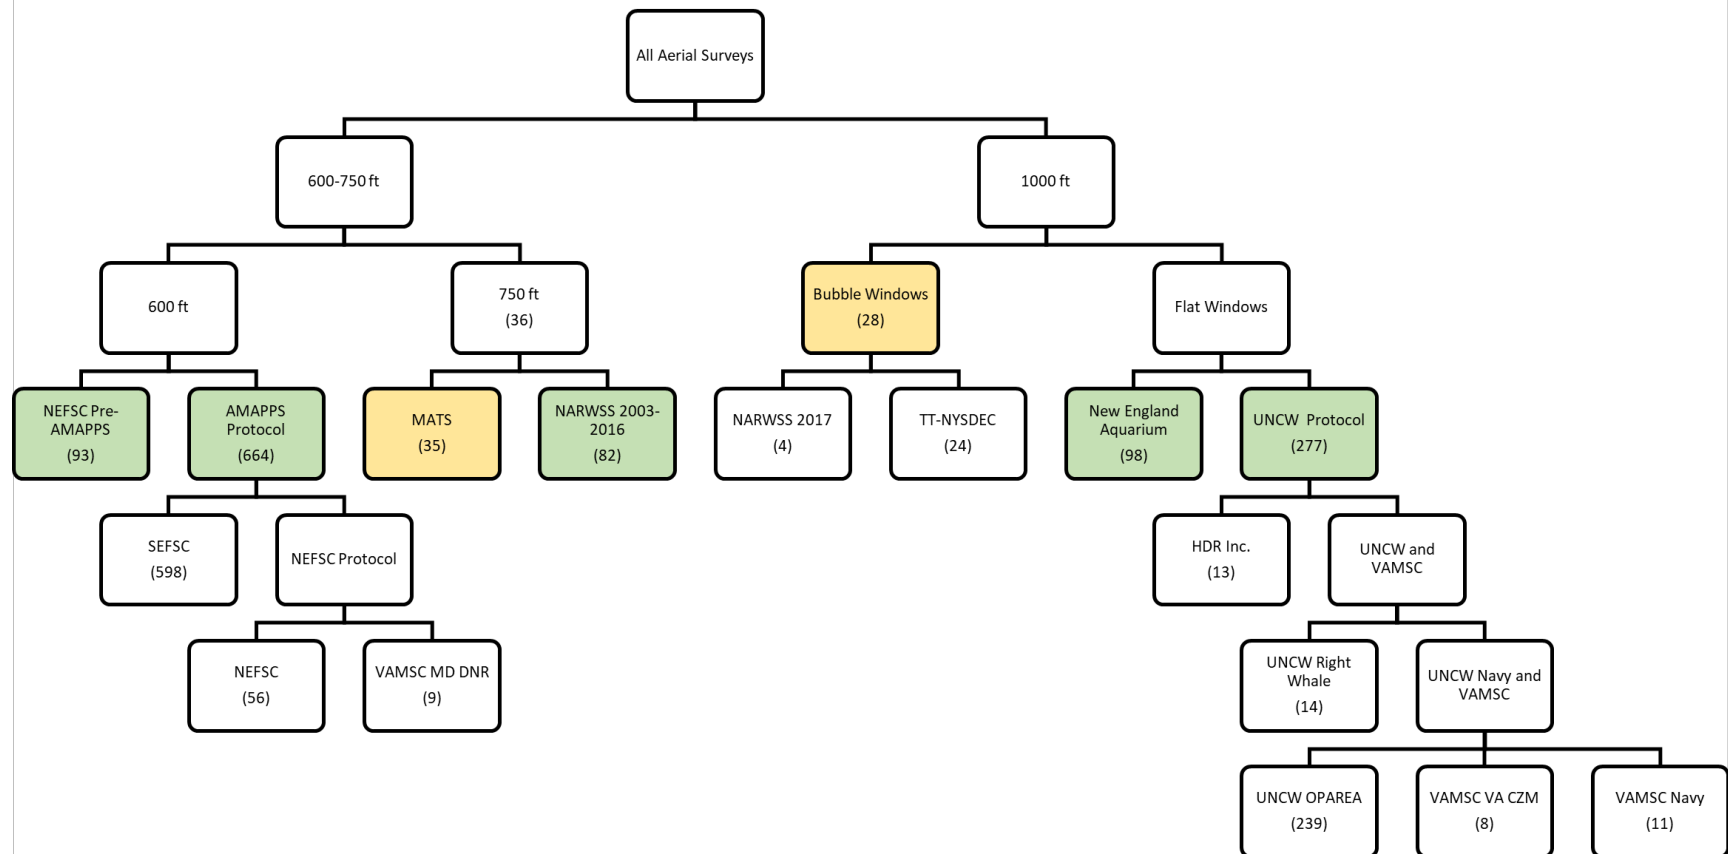 All Aerial Surveys
600-750 ft
1000 ft
600 ft
750 ft
(36)
Bubble Windows
(28)
Flat Windows
NEFSC Pre-
AMAPPS
(93)
AMAPPS
Protocol
(664)
MATS
(35)
NARWSS 2003-
2016
(82)
NARWSS 2017
(4)
TT-NYSDEC
(24)
New England
Aquarium
(98)
UNCW Protocol
(277)
SEFSC
(598)
NEFSC Protocol
HDR Inc.
(13)
UNCW and
VAMSC
NEFSC
(56)
VAMSC MD DNR
(9)
UNCW Right
Whale
(14)
UNCW Navy and
VAMSC
UNCW OPAREA
(239)
VAMSC VA CZM
(8)
VAMSC Navy
(11)